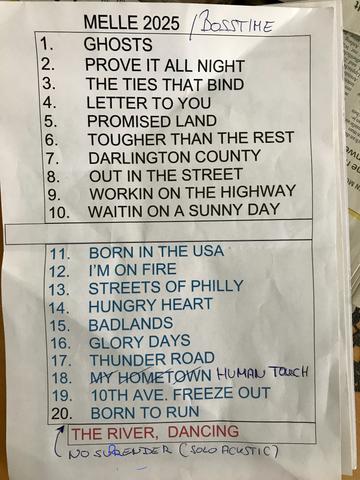 MELLE 2025 /BOSSTIME
1. GHOSTS
2. PROVE IT ALL NIGHT
3. THE TIES THAT BIND
4. LETTER TO YOU
5. PROMISED LAND
6. TOUGHER THAN THE REST
7. DARLINGTON COUNTY
8. OUT IN THE STREET
9. WORKIN ON THE HIGHWAY
10. WAITIN ON A SUNNY DAY
11. BORN IN THE USA
12. I'M ON FIRE
13. STREETS OF PHILLY
14. HUNGRY HEART
15. BADLANDS
16. GLORY DAYS
17. THUNDER ROAD
18. MY HOMETOWN HUMAN TOUCH
19. 10TH AVE. FREEZE OUT
20. BORN TO RUN
THE RIVER, DANCING
NO SURRENDER (SOLO ACUSTIC)